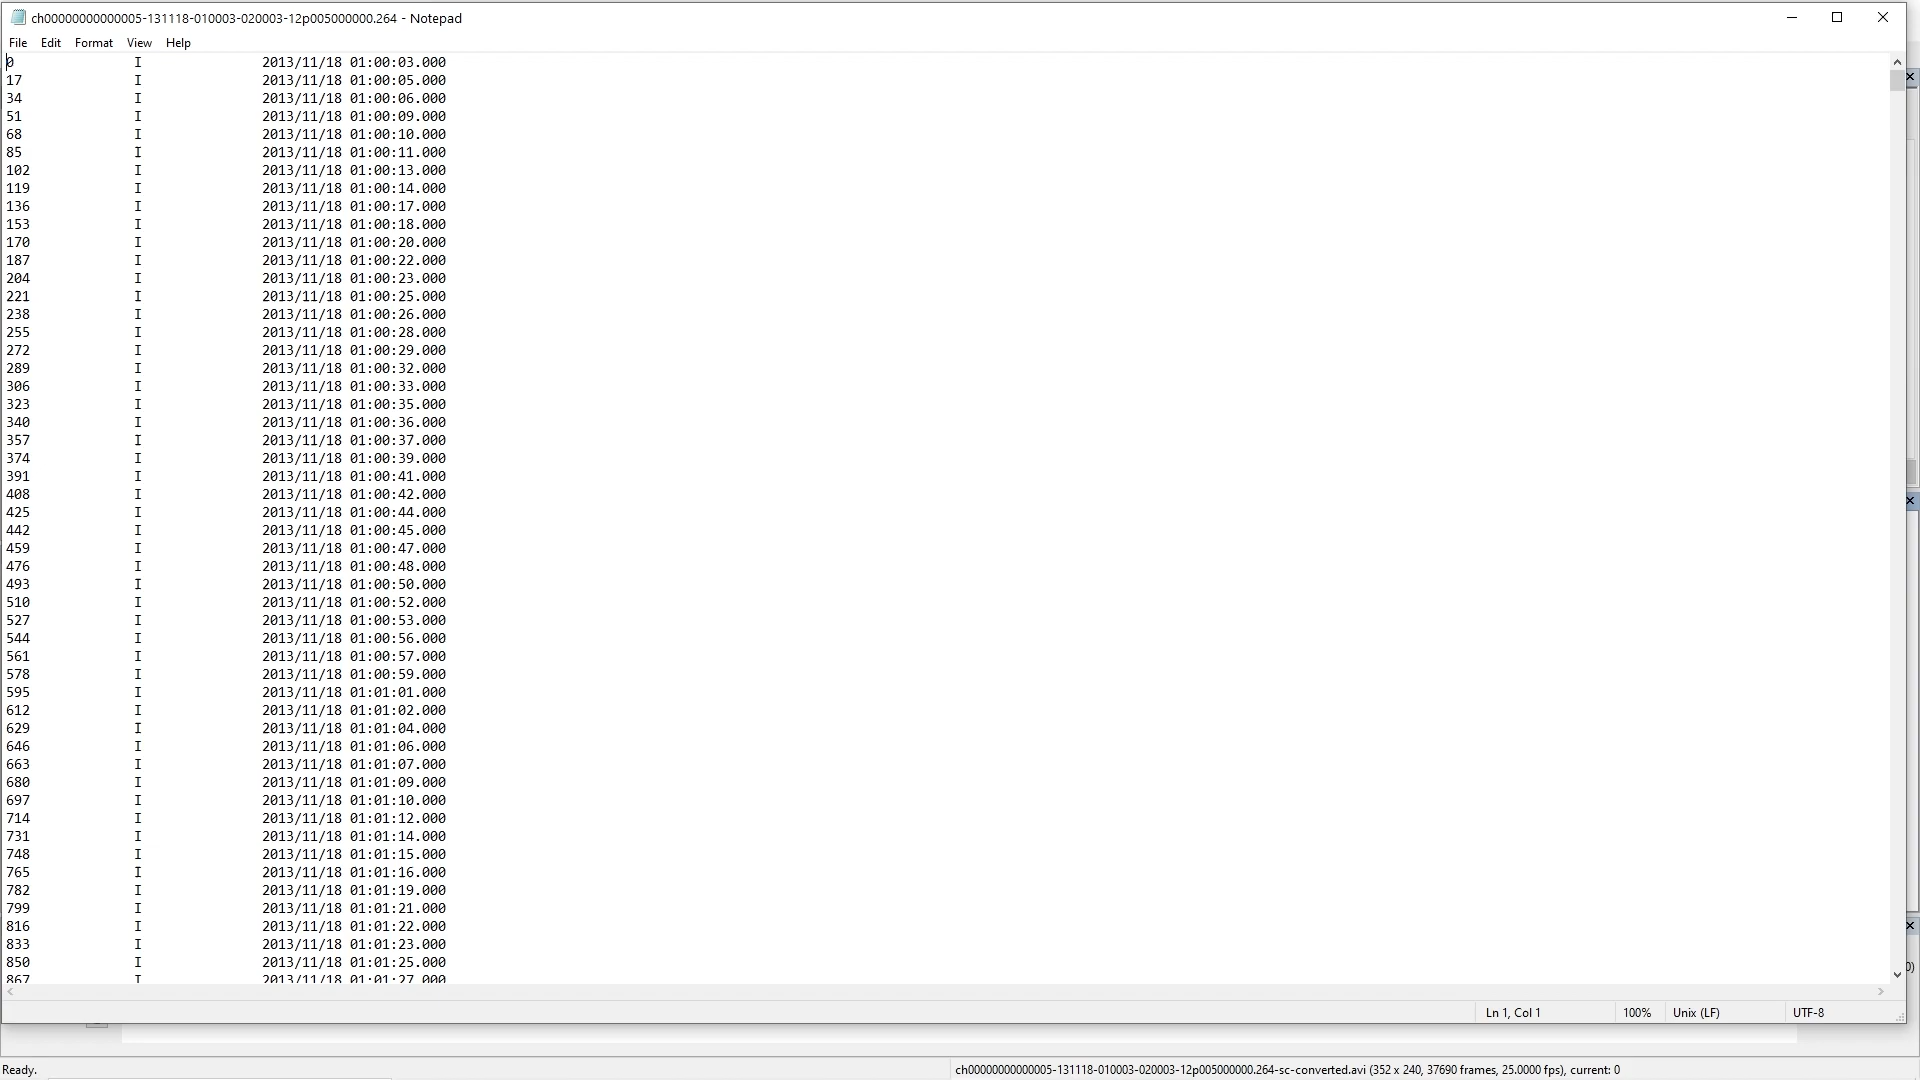 ch00000000000005-131118-010003-020003-12p005000000.264 - Notepad
File Edit Format View Help
0 I 2013/11/18 01:00:03.000
17 I 2013/11/18 01:00:05.000
34 I 2013/11/18 01:00:06.000
51 I 2013/11/18 01:00:09.000
68 I 2013/11/18 01:00:10.000
85 I 2013/11/18 01:00:11.000
102 I 2013/11/18 01:00:13.000
119 I 2013/11/18 01:00:14.000
136 I 2013/11/18 01:00:17.000
153 I 2013/11/18 01:00:18.000
170 I 2013/11/18 01:00:20.000
187 I 2013/11/18 01:00:22.000
204 I 2013/11/18 01:00:23.000
221 I 2013/11/18 01:00:25.000
238 I 2013/11/18 01:00:26.000
255 I 2013/11/18 01:00:28.000
272 I 2013/11/18 01:00:29.000
289 I 2013/11/18 01:00:32.000
306 I 2013/11/18 01:00:33.000
323 I 2013/11/18 01:00:35.000
340 I 2013/11/18 01:00:36.000
357 I 2013/11/18 01:00:37.000
374 I 2013/11/18 01:00:39.000
391 I 2013/11/18 01:00:41.000
408 I 2013/11/18 01:00:42.000
425 I 2013/11/18 01:00:44.000
442 I 2013/11/18 01:00:45.000
459 I 2013/11/18 01:00:47.000
476 I 2013/11/18 01:00:48.000
493 I 2013/11/18 01:00:50.000
510 I 2013/11/18 01:00:52.000
527 I 2013/11/18 01:00:53.000
544 I 2013/11/18 01:00:56.000
561 I 2013/11/18 01:00:57.000
578 I 2013/11/18 01:00:59.000
595 I 2013/11/18 01:01:01.000
612 I 2013/11/18 01:01:02.000
629 I 2013/11/18 01:01:04.000
646 I 2013/11/18 01:01:06.000
663 I 2013/11/18 01:01:07.000
680 I 2013/11/18 01:01:09.000
697 I 2013/11/18 01:01:10.000
714 I 2013/11/18 01:01:12.000
731 I 2013/11/18 01:01:14.000
748 I 2013/11/18 01:01:15.000
765 I 2013/11/18 01:01:16.000
782 I 2013/11/18 01:01:19.000
799 I 2013/11/18 01:01:21.000
816 I 2013/11/18 01:01:22.000
833 I 2013/11/18 01:01:23.000
850 I 2013/11/18 01:01:25.000
867 I 2013/11/18 01:01:27.000
0)
Ln 1, Col 1 100% Unix (LF) UTF-8
Ready. ch00000000000005-131118-010003-020003-12p005000000.264-sc-converted.avi (352 x 240, 37690 frames, 25.0000 fps), current: 0